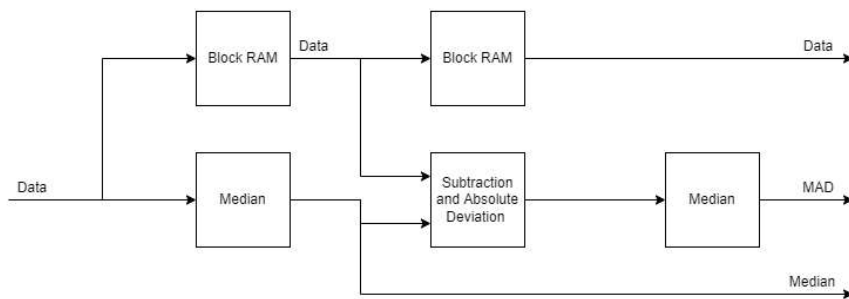 Block RAM
Data
Block RAM
Data
Data
Median
Subtraction
and Absolute
Deviation
Median
MAD
Median